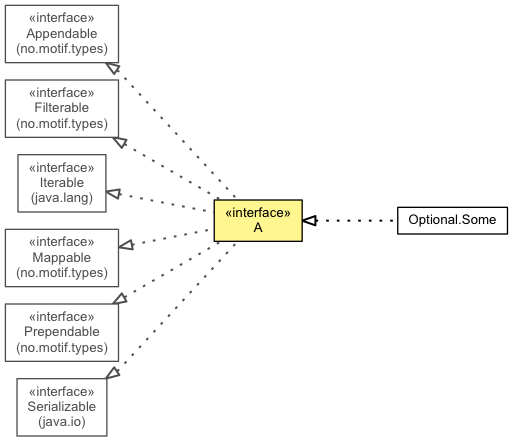 «interface»
Appendable
(no.motif.types)
«interface»
Filterable
(no.motif.types)
«interface»
Iterable
(java.lang)
«interface»
Mappable
(no.motif.types)
«interface»
Prependable
(no.motif.types)
«interface»
Serializable
(java.io)
«interface»
A
Optional.Some